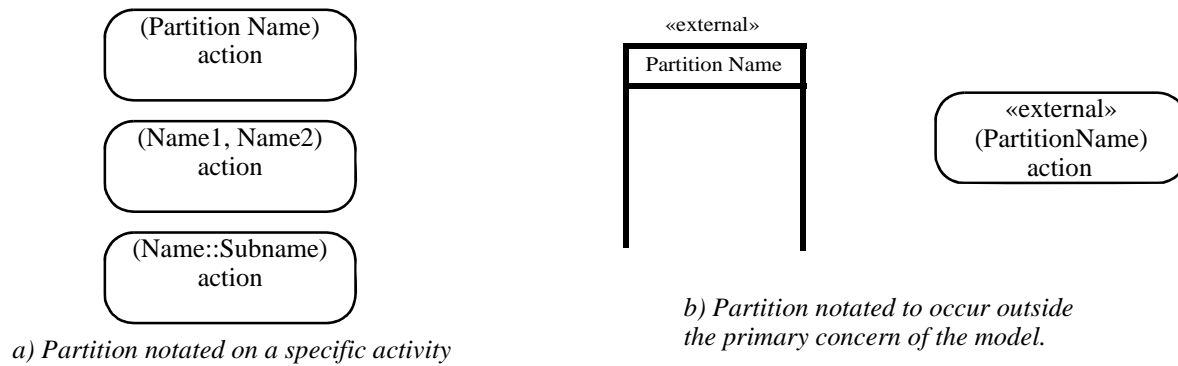 (Partition Name)
action
(Name1, Name2)
action
(Name::Subname)
action
a) Partition notated on a specific activity
«external»
Partition Name
«external»
(PartitionName)
action
b) Partition notated to occur outside
the primary concern of the model.